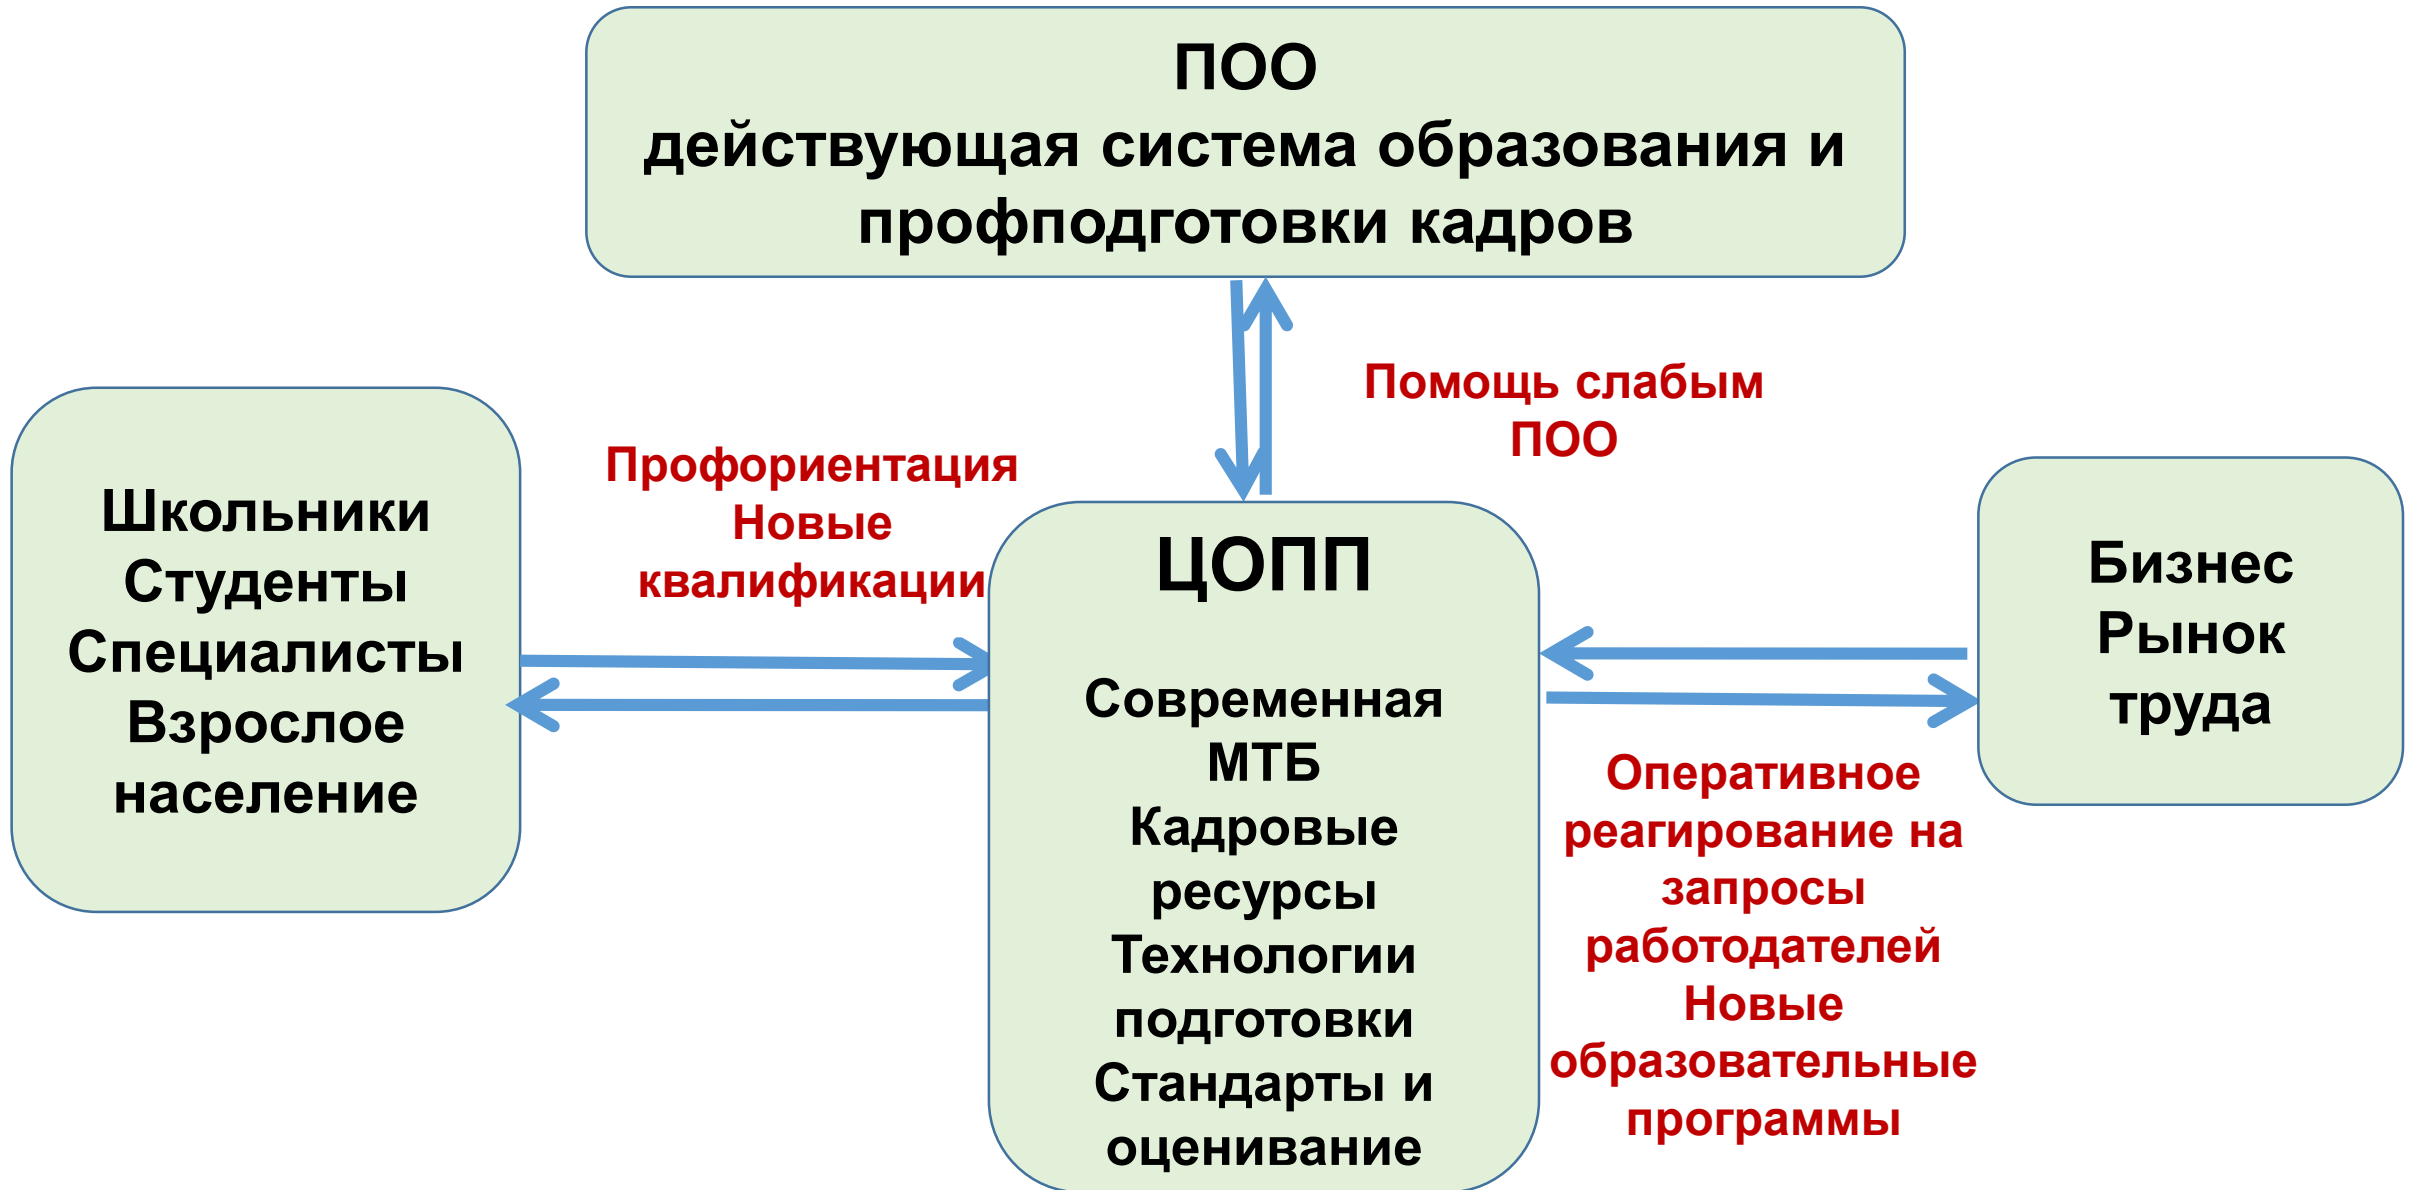 ПОО
действующая система образования и
профподготовки кадров
Помощь слабым
ПОО
Школьники
Студенты
Специалисты
Взрослое
население
Профориентация
Новые
квалификации
ЦОПП
Современная
МТБ
Кадровые
ресурсы
Технологии
подготовки
Стандарты и
оценивание
Бизнес
Рынок
труда
Оперативное
реагирование на
запросы
работодателей
Новые
образовательные
программы